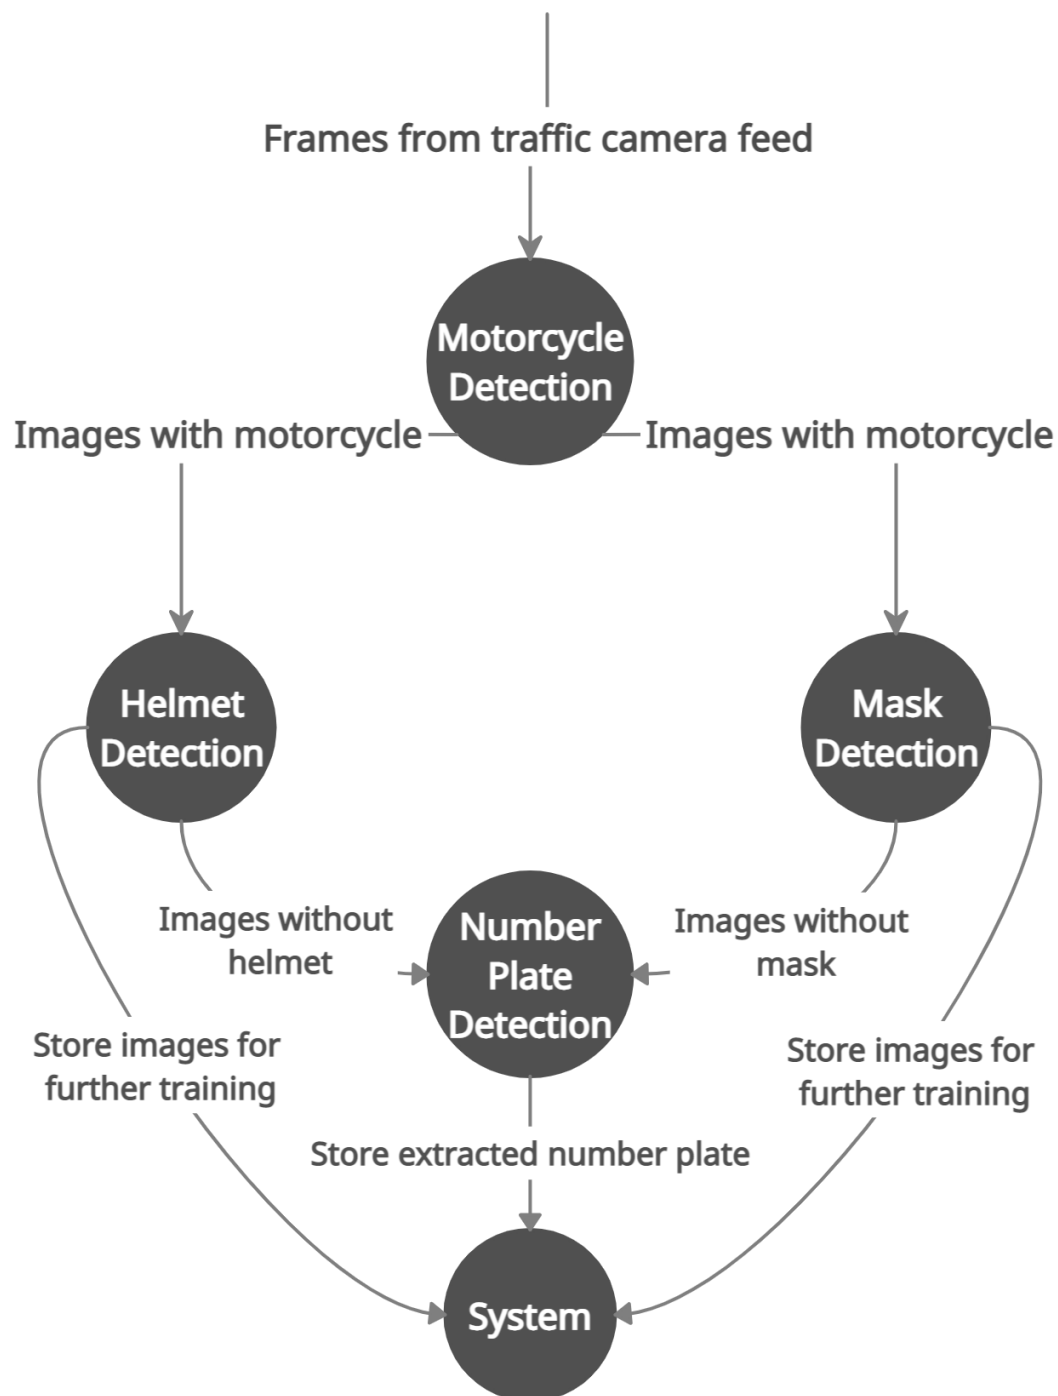 Frames from traffic camera feed
Motorcycle
Detection
Images with motorcycle
Images with motorcycle
Helmet
Detection
Mask
Detection
Images without
helmet
Number
Plate
Detection
Images without
mask
Store images for
further training
Store images for
further training
Store extracted number plate
System